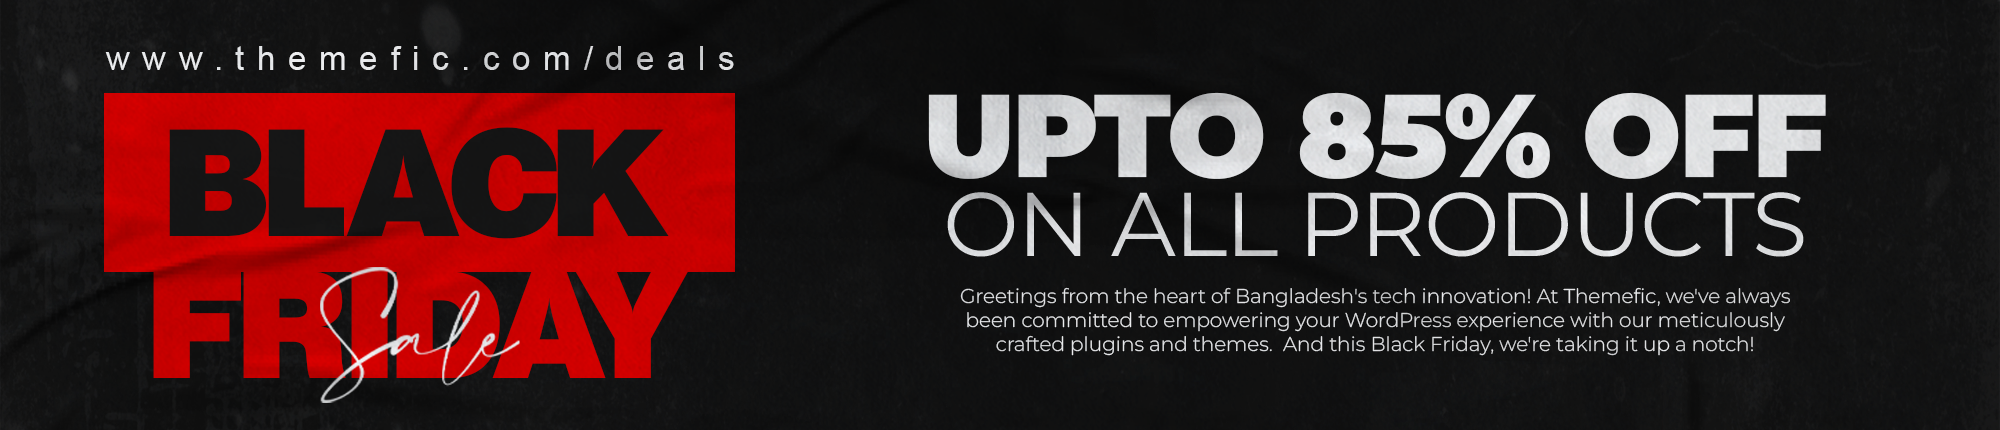 www.themefic.com/deals
BLACK
FRIDAY
Sale
UPTO 85% OFF
ON ALL PRODUCTS
Greetings from the heart of Bangladesh's tech innovation! At Themefic, we've always
been committed to empowering your WordPress experience with our meticulously
crafted plugins and themes.  And this Black Friday, we're taking it up a notch!